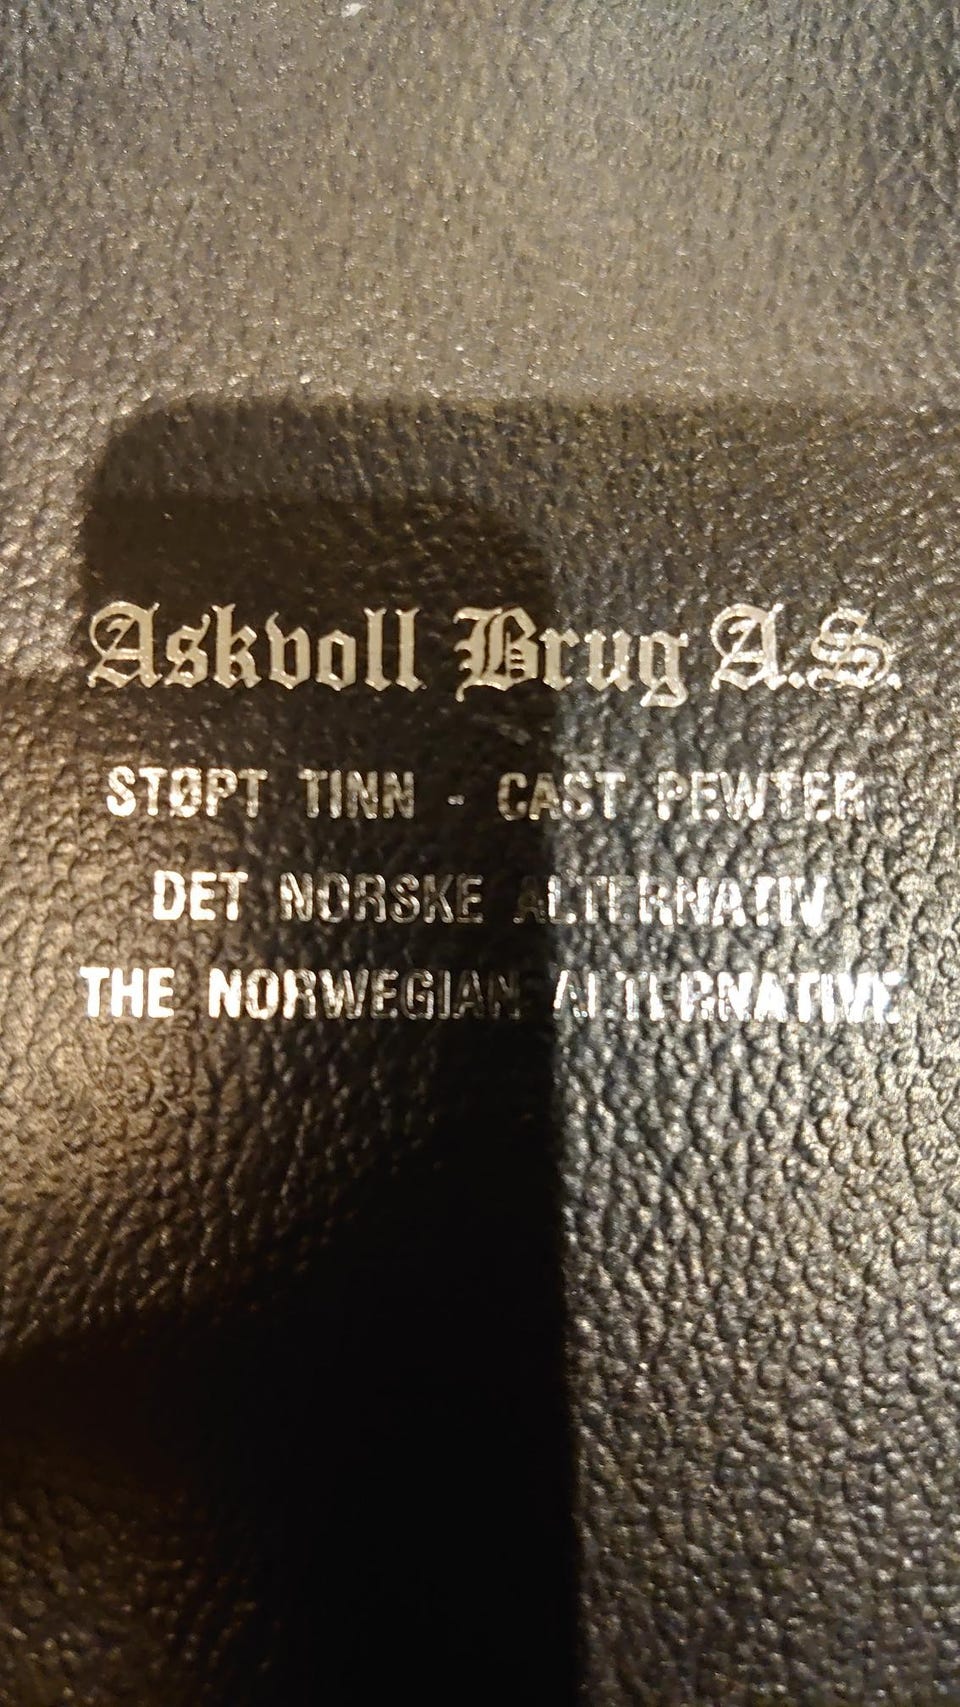 Askvoll Brug A.S.
STØPT TINN - CAST PEWTER
DET NORSKE ALTERNATIV
THE NORWEGIAN ALTERNATIVE